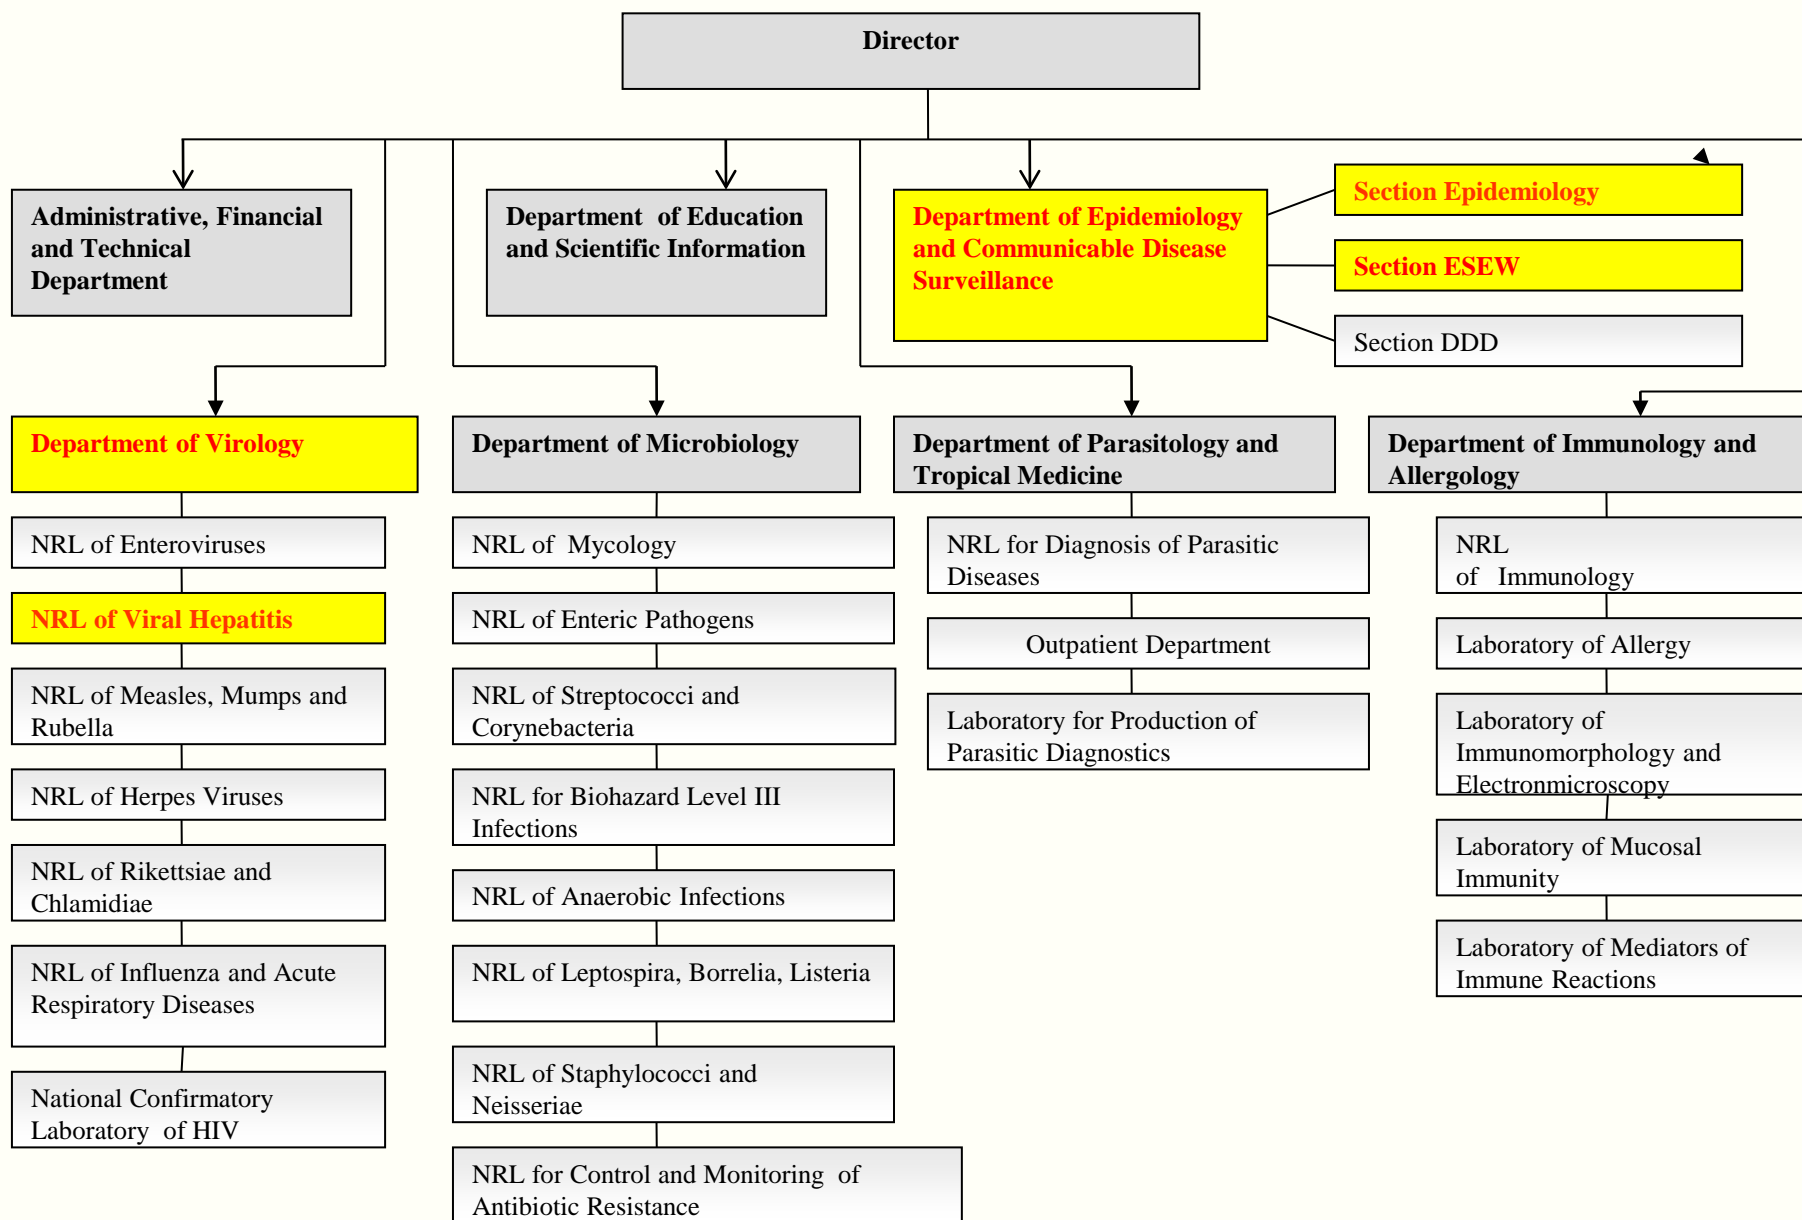 Director
Administrative, Financial
and Technical
Department
Department of Education
and Scientific Information
Department of Epidemiology
and Communicable Disease
Surveillance
Section Epidemiology
Section ESEW
Section DDD
Department of Virology
NRL of Enteroviruses
NRL of Viral Hepatitis
NRL of Measles, Mumps and
Rubella
NRL of Herpes Viruses
NRL of Rikettsiae and
Chlamidiae
NRL of Influenza and Acute
Respiratory Diseases
National Confirmatory
Laboratory of HIV
Department of Microbiology
NRL of Mycology
NRL of Enteric Pathogens
NRL of Streptococci and
Corynebacteria
NRL for Biohazard Level III
Infections
NRL of Anaerobic Infections
NRL of Leptospira, Borrelia, Listeria
NRL of Staphylococci and
Neisseriae
NRL for Control and Monitoring of
Antibiotic Resistance
Department of Parasitology and
Tropical Medicine
NRL for Diagnosis of Parasitic
Diseases
Outpatient Department
Laboratory for Production of
Parasitic Diagnostics
Department of Immunology and
Allergology
NRL
of Immunology
Laboratory of Allergy
Laboratory of
Immunomorphology and
Electronmicroscopy
Laboratory of Mucosal
Immunity
Laboratory of Mediators of
Immune Reactions